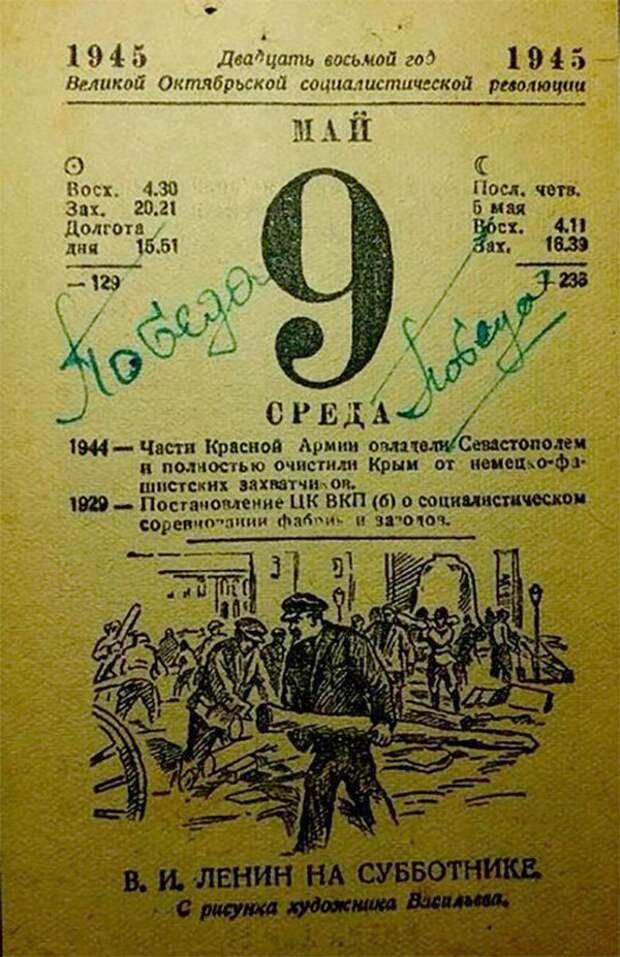 1945 Двадцать восьмой год 1945
Великой Октябрьской социалистической революции
МАЙ
Восх. 4.30
Зах. 20.21
Долгота
дня 15.51
— 129
9
Посл. четв.
5 мая
Восх. 4.11
Зах. 16.39
+ 236
Победа
Победа
СРЕДА
1944 — Части Красной Армии овладели Севастополем
и полностью очистили Крым от немецко-фа-
шистских захватчиков.
1929 — Постановление ЦК ВКП (б) о социалистическом
соревновании фабрик и заводов.
В. И. ЛЕНИН НА СУББОТНИКЕ.
С рисунка художника Васильева.